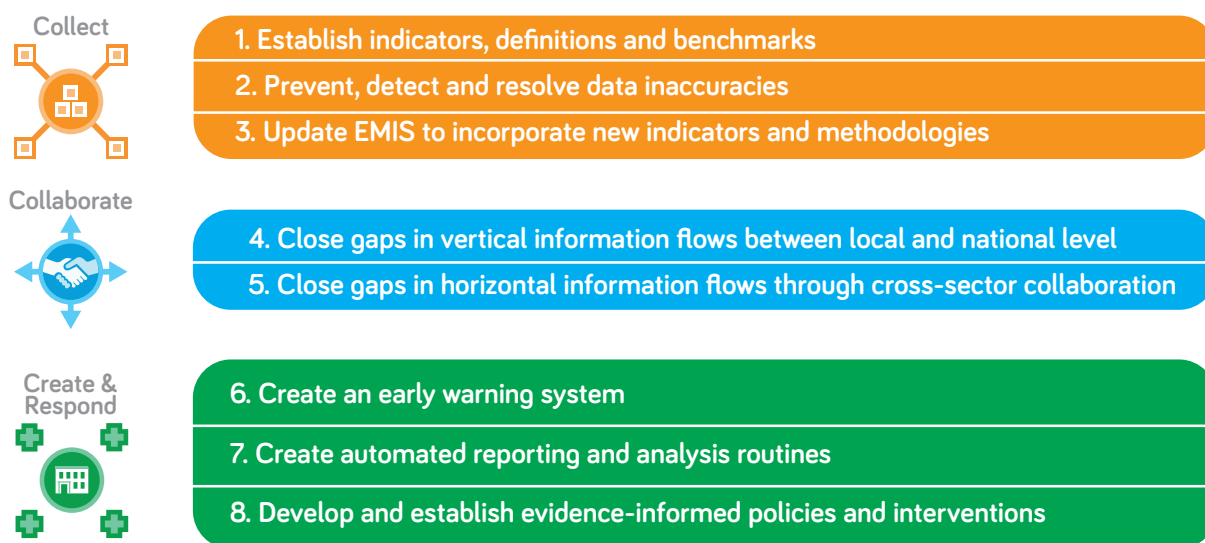 Collect
1. Establish indicators, definitions and benchmarks
2. Prevent, detect and resolve data inaccuracies
3. Update EMIS to incorporate new indicators and methodologies
Collaborate
4. Close gaps in vertical information flows between local and national level
5. Close gaps in horizontal information flows through cross-sector collaboration
Create &
Respond
6. Create an early warning system
7. Create automated reporting and analysis routines
8. Develop and establish evidence-informed policies and interventions